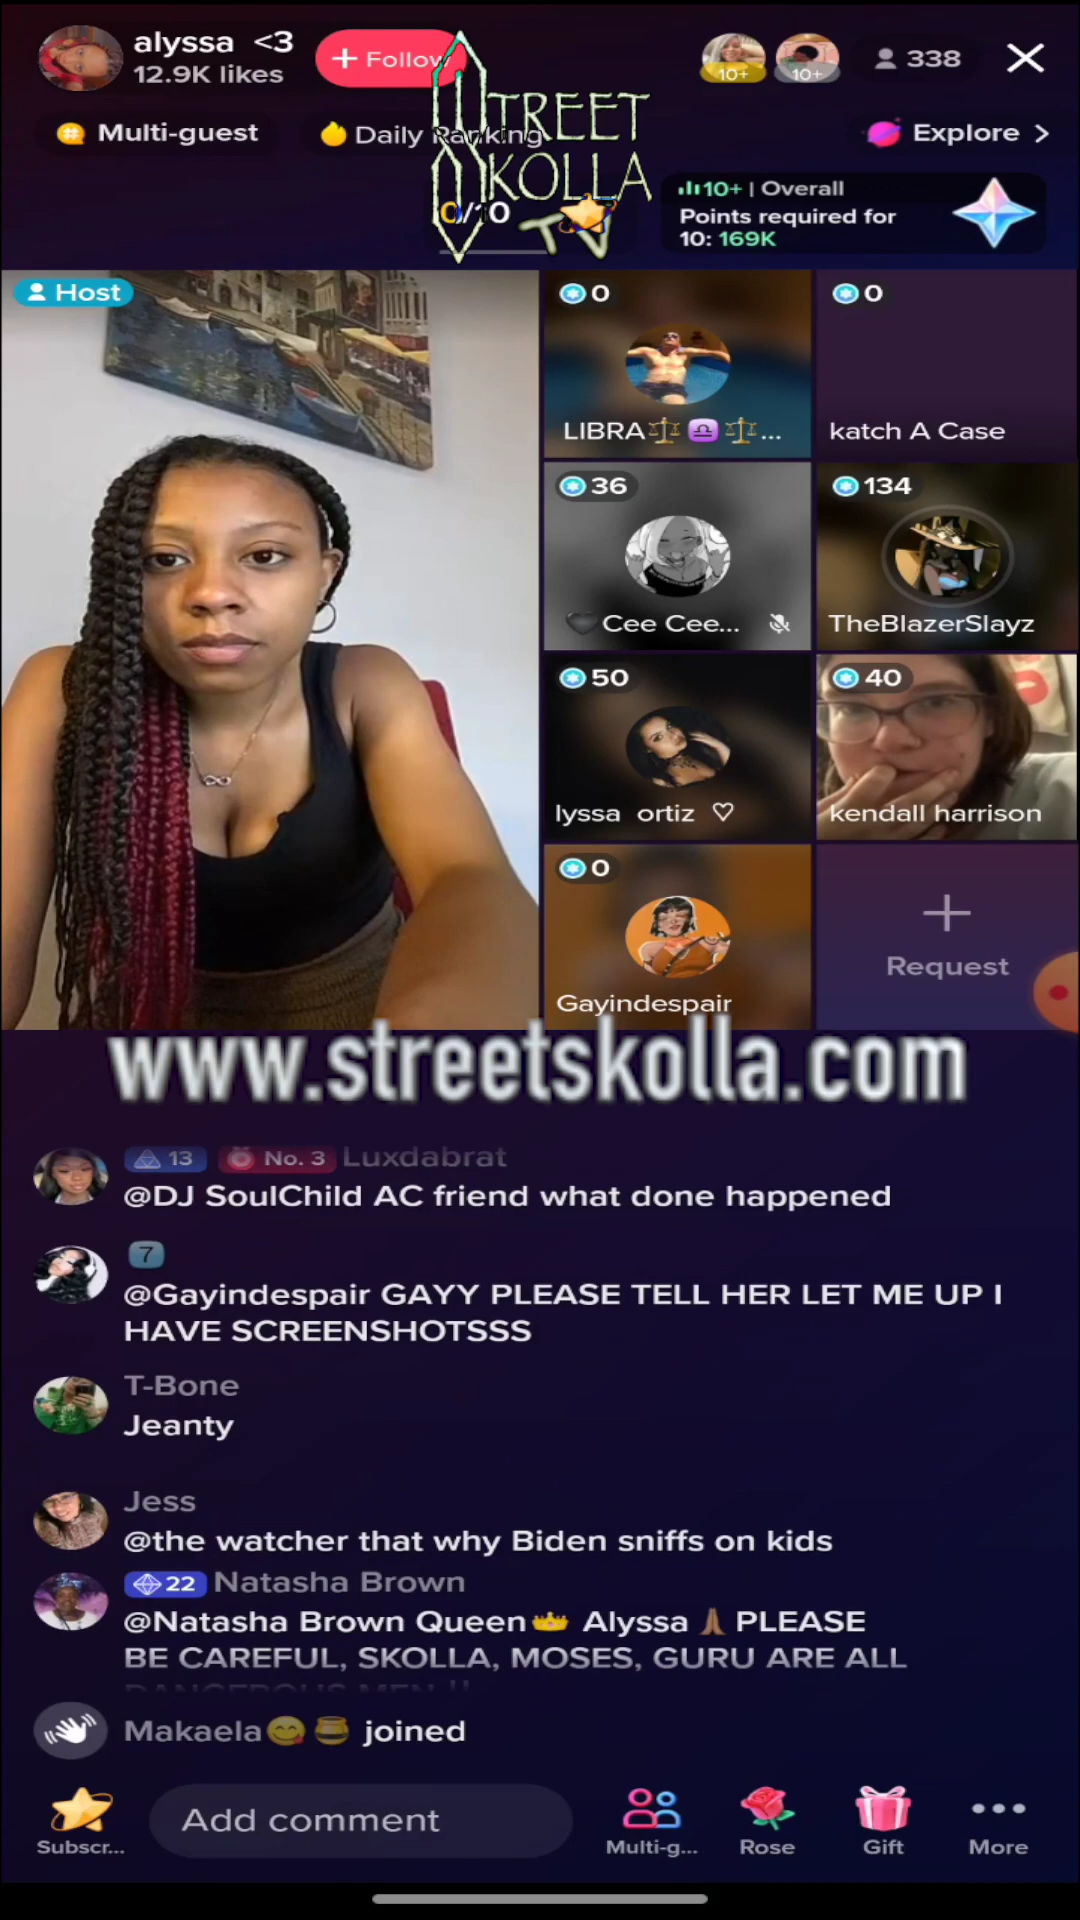 alyssa <3
12.9K likes
+ Follow
10+
10+
338
Multi-guest
Daily Ranking
Explore >
STREET
SKOLLA
TV
0/10
10+ | Overall
Points required for
10: 169K
Host
0
LIBRA⚖️♎⚖️...
0
katch A Case
36
🖤Cee Cee...
134
TheBlazerSlayz
50
lyssa ortiz ♡
40
kendall harrison
0
Gayindespair
+
Request
www.streetskolla.com
13 No. 3 Luxdabrat
@DJ SoulChild AC friend what done happened
7
@Gayindespair GAYY PLEASE TELL HER LET ME UP I
HAVE SCREENSHOTSSS
T-Bone
Jeanty
Jess
@the watcher that why Biden sniffs on kids
22 Natasha Brown
@Natasha Brown Queen👑 Alyssa 🙏🏾 PLEASE
BE CAREFUL, SKOLLA, MOSES, GURU ARE ALL
Makaela😋🍯 joined
Add comment
Subscr...
Multi-g...
Rose
Gift
More